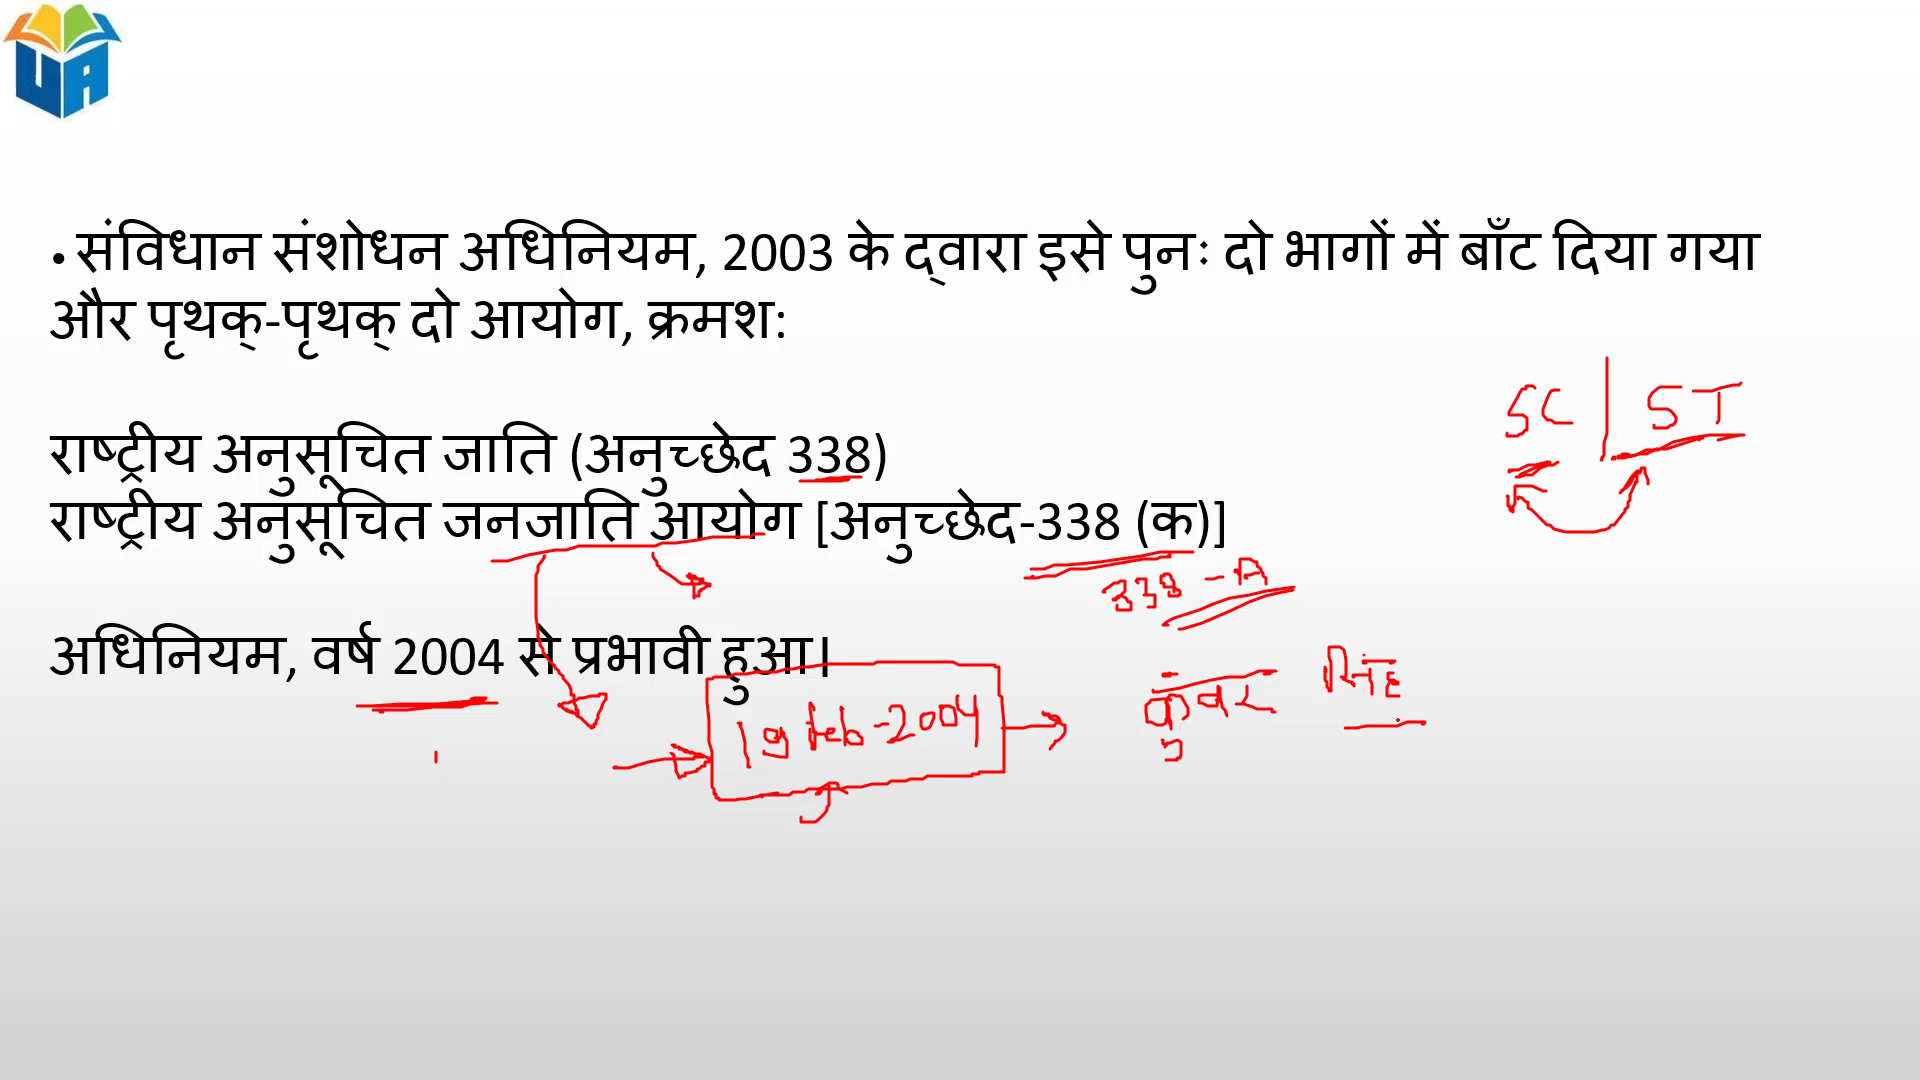 UA
• संविधान संशोधन अधिनियम, 2003 के द्वारा इसे पुनः दो भागों में बाँट दिया गया
और पृथक्-पृथक् दो आयोग, क्रमश:
SC | ST
राष्ट्रीय अनुसूचित जाति (अनुच्छेद 338)
राष्ट्रीय अनुसूचित जनजाति आयोग [अनुच्छेद-338 (क)]
338 - A
अधिनियम, वर्ष 2004 से प्रभावी हुआ।
19 feb-2004
कुंवर सिंह